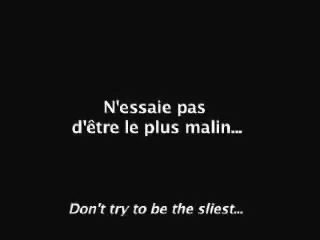 N'essaie pas
d'être le plus malin...
Don't try to be the sliest...